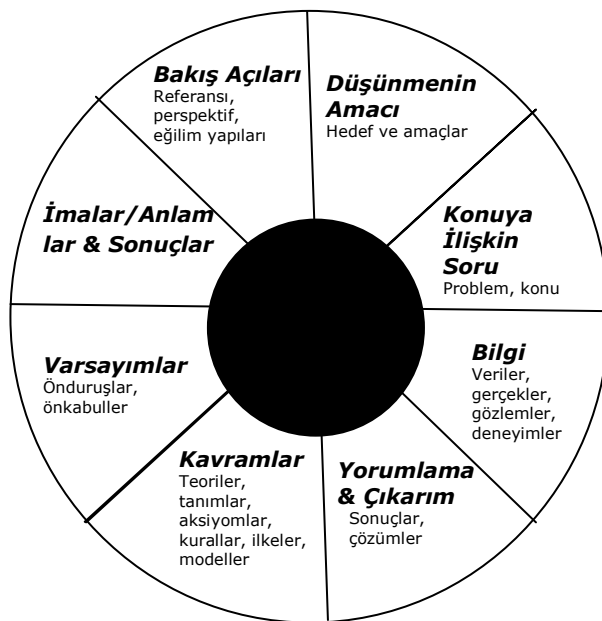 Bakış Açıları
Referansı,
perspektif,
eğilim yapıları
Düşünmenin
Amacı
Hedef ve amaçlar
Konuya
İlişkin
Soru
Problem, konu
Bilgi
Veriler,
gerçekler,
gözlemler,
deneyimler
Yorumlama
& Çıkarım
Sonuçlar,
çözümler
Kavramlar
Teoriler,
tanımlar,
aksiyomlar,
kurallar, ilkeler,
modeller
Varsayımlar
Önduruşlar,
önkabuller
İmalar/Anlam
lar & Sonuçlar